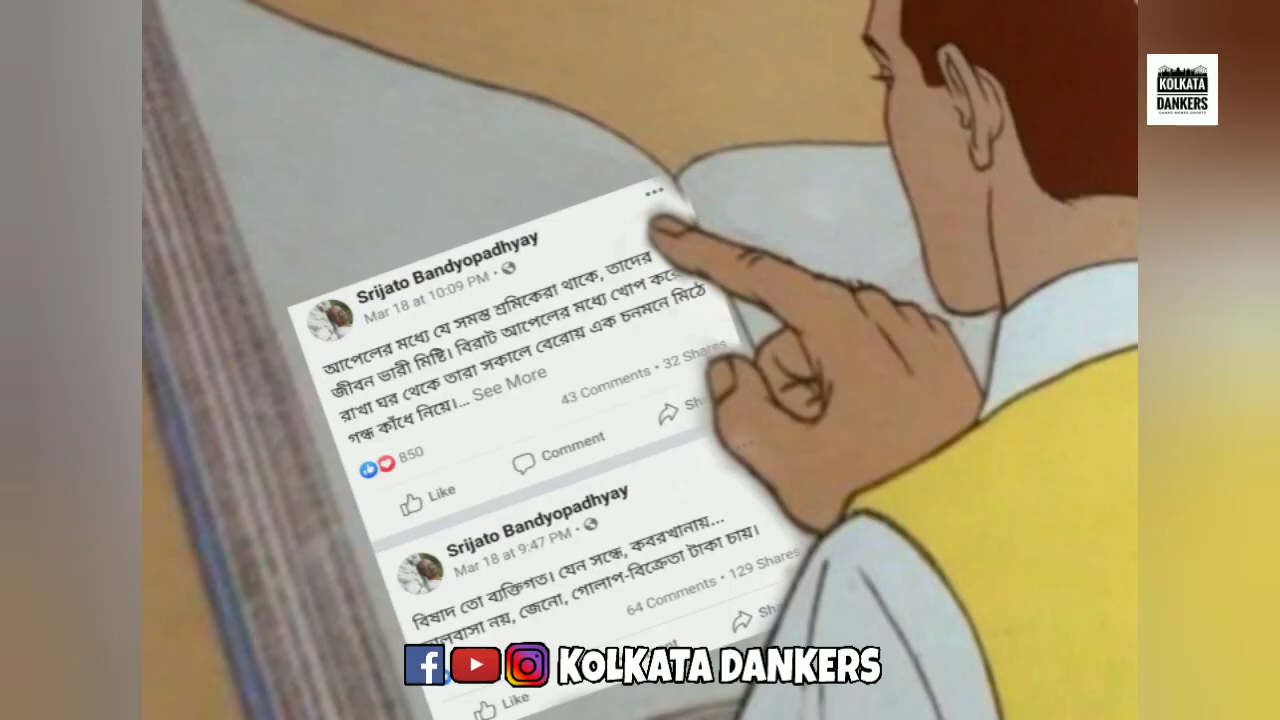 KOLKATA
DANKERS
Srijato Bandyopadhyay
Mar 18 at 10:09 PM
আপেলের মধ্যে যে সমস্ত শ্রমিকেরা থাকে, তাদের
জীবন ভারী মিষ্টি। বিরাট আপেলের মধ্যে খোপ করে
রাখা ঘর থেকে তারা সকালে বেরোয় এক চনমনে মিঠে
গন্ধ কাঁধে নিয়ে।... See More
850
43 Comments • 32 Shares
Like Comment
Srijato Bandyopadhyay
Mar 18 at 9:47 PM
বিষাদ তো ব্যক্তিগত। যেন সন্ধে, কবরখানায়...
নয়, জেনো, গোলাপ-বিক্রেতা টাকা চায়।
64 Comments • 129 Shares
Like
KOLKATA DANKERS